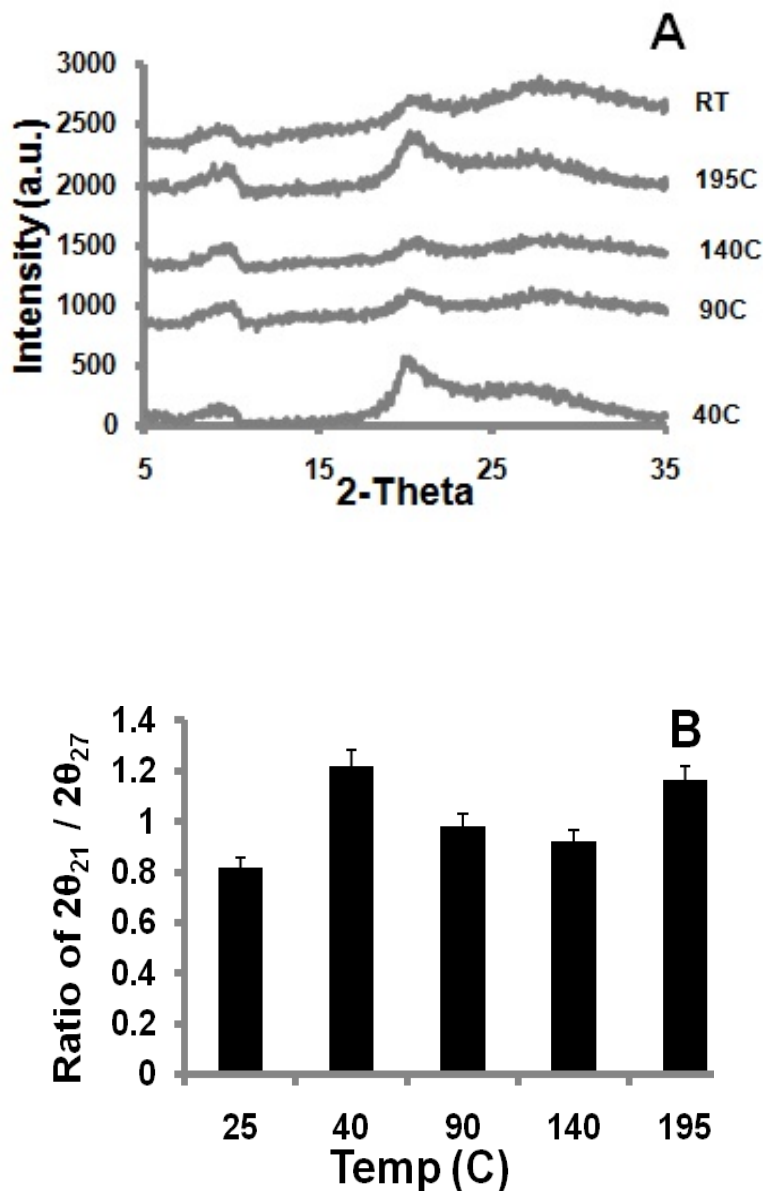 A
3000
2500
2000
1500
1000
500
0
Intensity (a.u.)
RT
195C
140C
90C
40C
5 15 25 35
2-Theta
B
1.4
1.2
1
0.8
0.6
0.4
0.2
0
Ratio of 2θ₂₁ / 2θ₂₇
25 40 90 140 195
Temp (C)